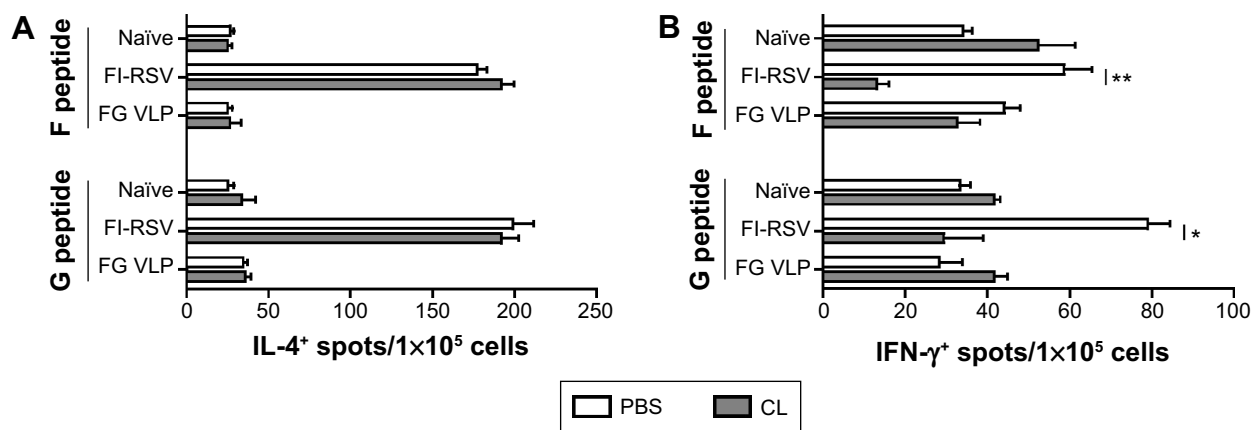 A
F peptide
Naïve
FI-RSV
FG VLP
G peptide
Naïve
FI-RSV
FG VLP
0 50 100 150 200 250
IL-4⁺ spots/1×10⁵ cells
B
F peptide
Naïve
FI-RSV
**
FG VLP
G peptide
Naïve
FI-RSV
*
FG VLP
0 20 40 60 80 100
IFN-γ⁺ spots/1×10⁵ cells
PBS CL